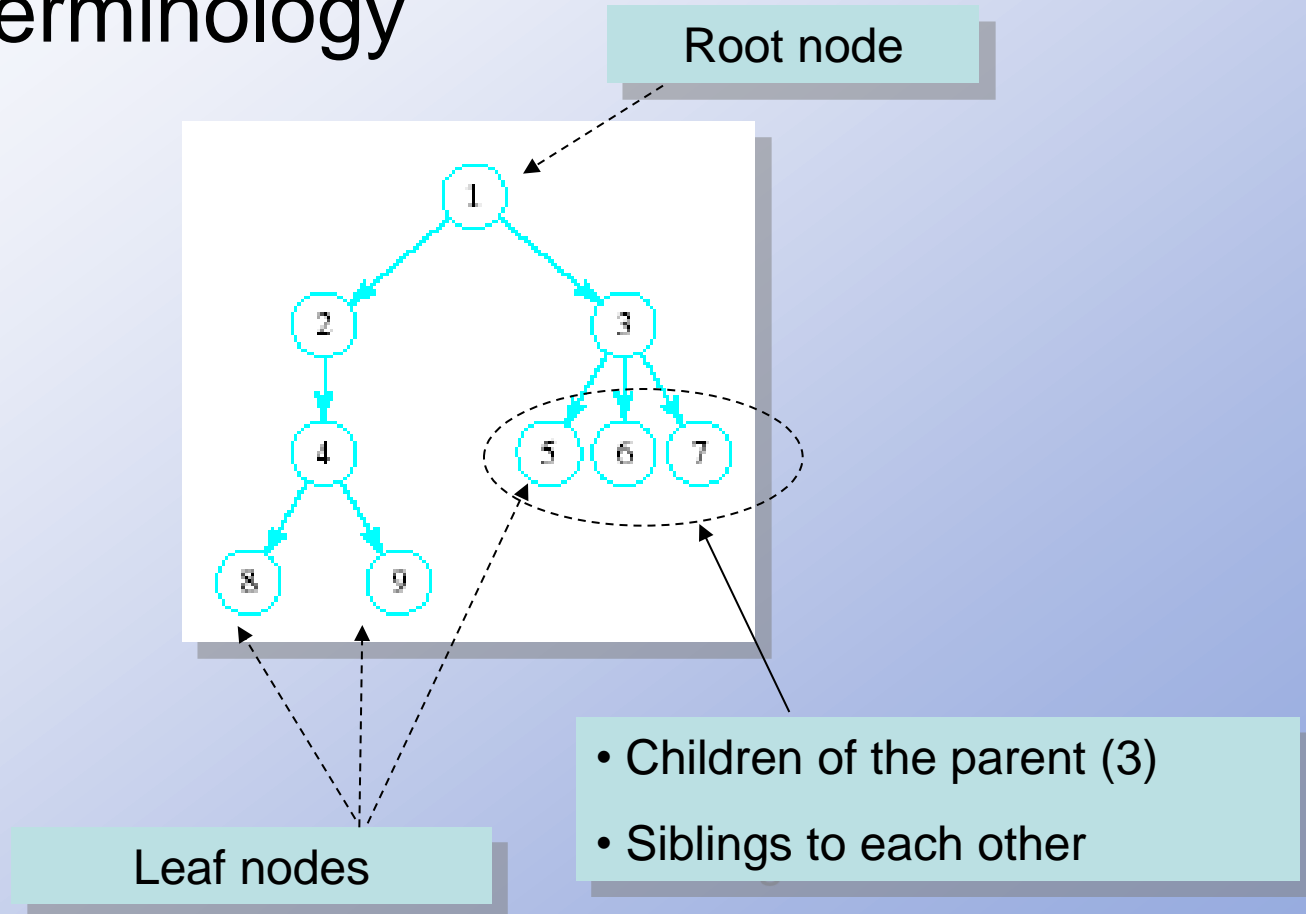 erminology
Root node
1
2
3
4
5
6
7
8
9
• Children of the parent (3)
• Siblings to each other
Leaf nodes